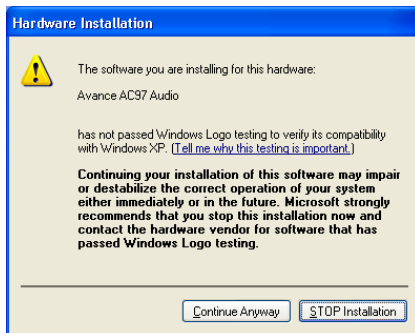 Hardware Installation
The software you are installing for this hardware:
Avance AC97 Audio
has not passed Windows Logo testing to verify its compatibility
with Windows XP. (Tell me why this testing is important.)
Continuing your installation of this software may impair
or destabilize the correct operation of your system
either immediately or in the future. Microsoft strongly
recommends that you stop this installation now and
contact the hardware vendor for software that has
passed Windows Logo testing.
Continue Anyway
STOP Installation